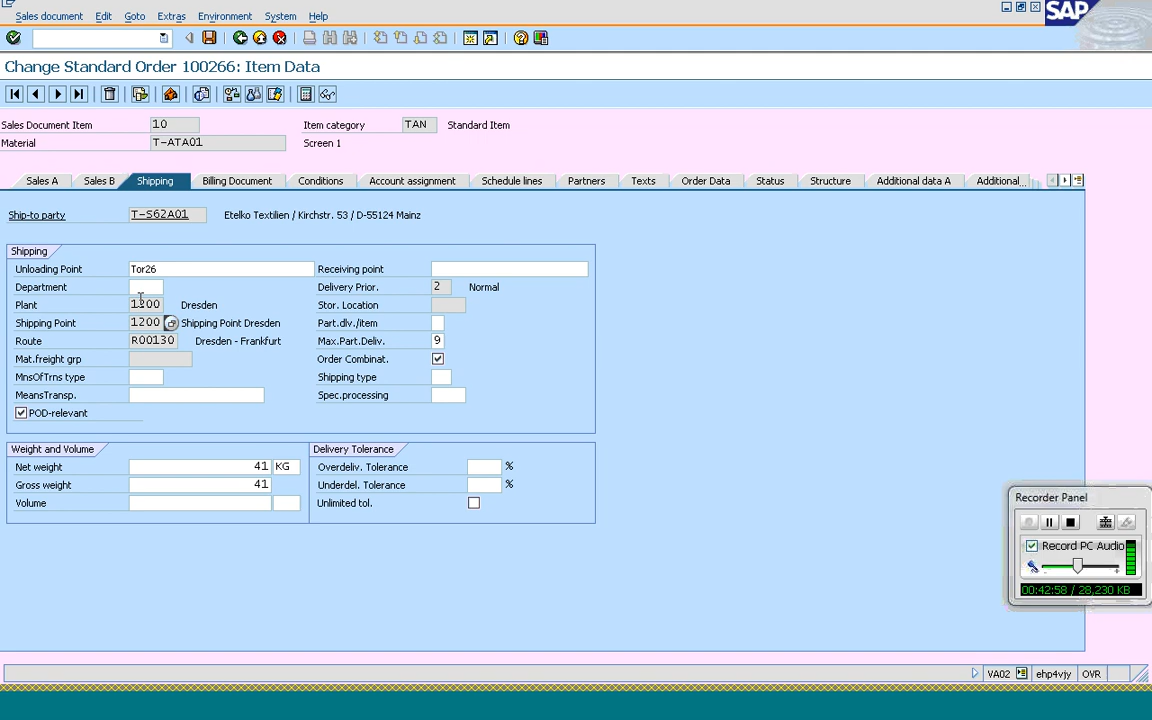 Sales document Edit Goto Extras Environment System Help
SAP
Change Standard Order 100266: Item Data
Sales Document Item 10 Item category TAN Standard Item
Material T-ATA01 Screen 1
Sales A Sales B Shipping Billing Document Conditions Account assignment Schedule lines Partners Texts Order Data Status Structure Additional data A Additional...
Ship-to party T-S62A01 Etelko Textilien / Kirchstr. 53 / D-55124 Mainz
Shipping
Unloading Point Tor26 Receiving point
Department Delivery Prior. 2 Normal
Plant 1200 Dresden Stor. Location
Shipping Point 1200 Shipping Point Dresden Part.dlv./item
Route R00130 Dresden - Frankfurt Max.Part.Deliv. 9
Mat.freight grp Order Combinat.
MnsOfTrns type Shipping type
MeansTransp. Spec.processing
POD-relevant
Weight and Volume Delivery Tolerance
Net weight 41 KG Overdeliv. Tolerance %
Gross weight 41 Underdel. Tolerance %
Volume Unlimited tol.
Recorder Panel
Record PC Audio
00:42:58 / 28,230 KB
VA02 ehp4vjy OVR